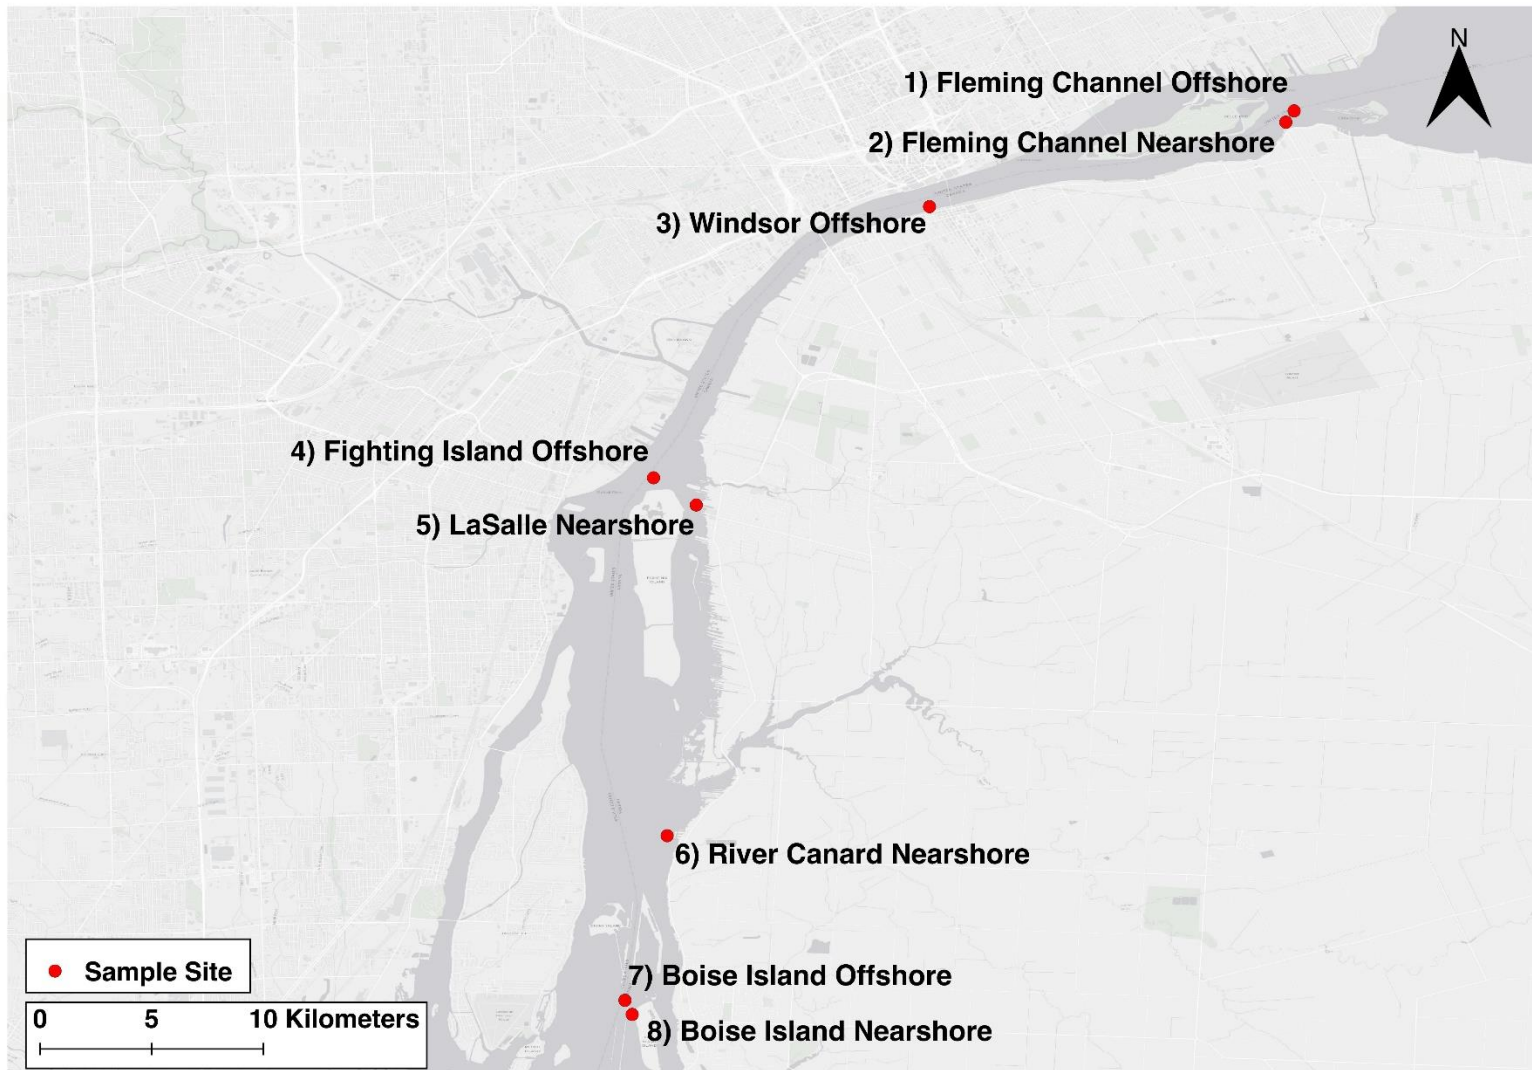 N
1) Fleming Channel Offshore
2) Fleming Channel Nearshore
3) Windsor Offshore
4) Fighting Island Offshore
5) LaSalle Nearshore
6) River Canard Nearshore
7) Boise Island Offshore
8) Boise Island Nearshore
Sample Site
0 5 10 Kilometers